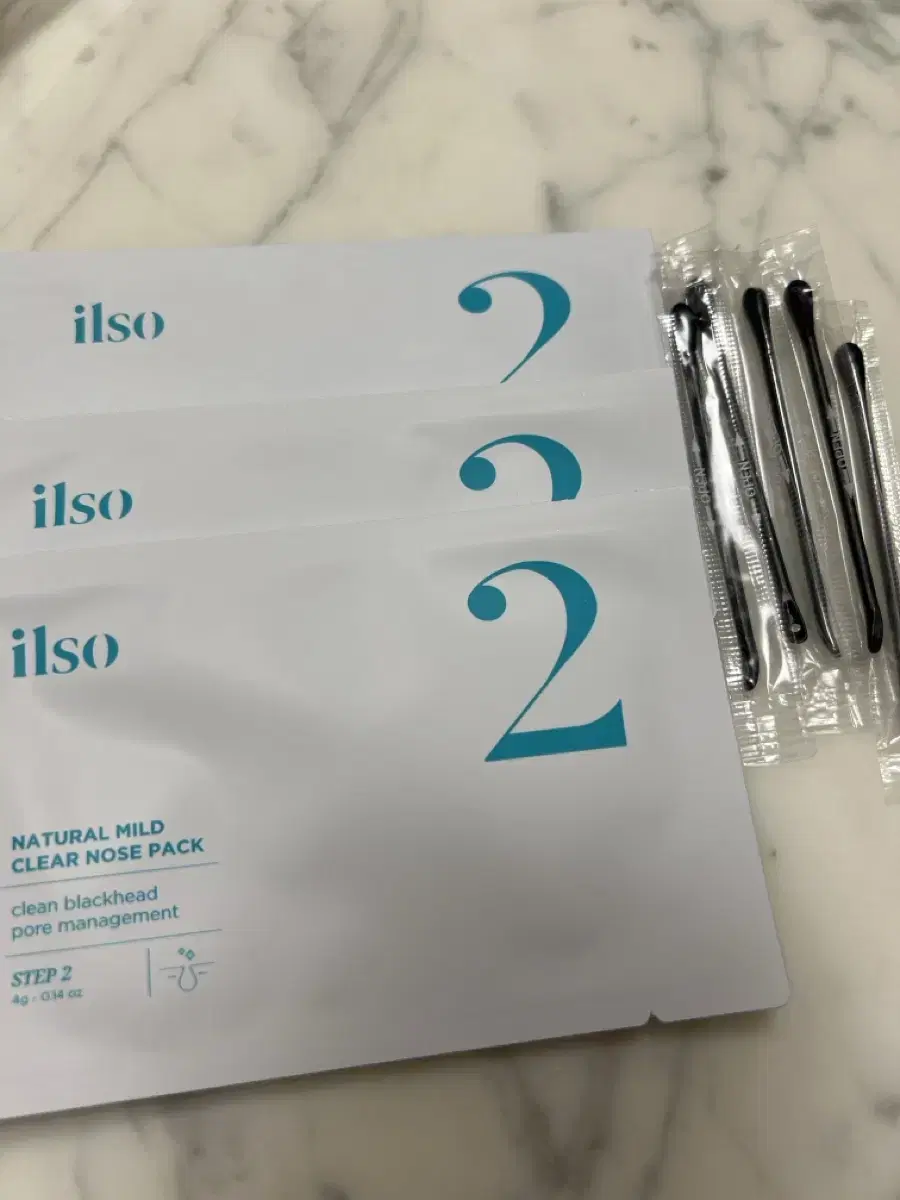 ilso
2
ilso
2
ilso
2
NATURAL MILD
CLEAR NOSE PACK
clean blackhead
pore management
STEP 2
4g · 0.14 oz
OPEN
OPEN
OPEN